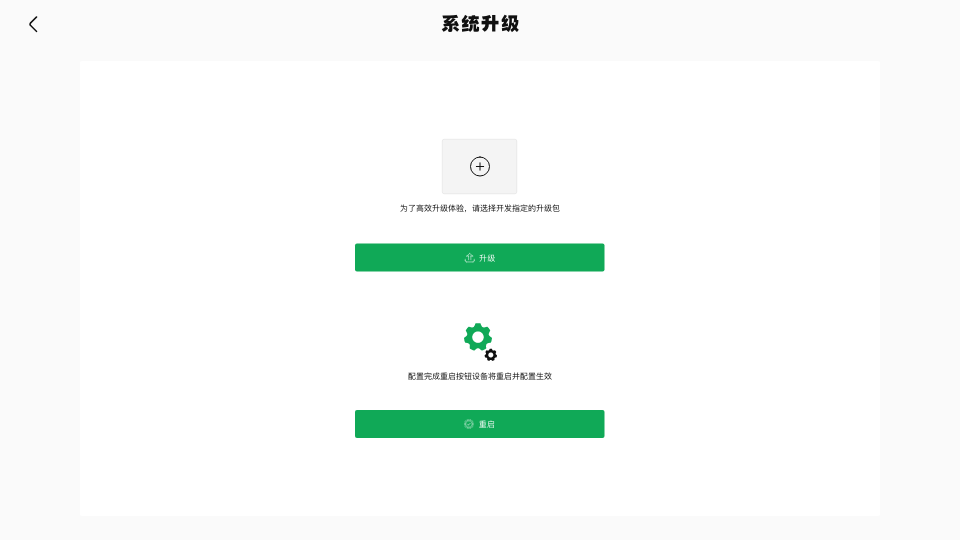 系统升级
为了高效升级体验，请选择开发指定的升级包
升级
配置完成重启按钮设备将重启并配置生效
重启